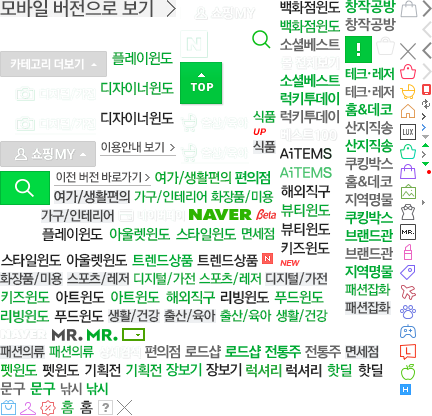 모바일 버전으로 보기
쇼핑MY
카테고리 더보기
플레이윈도
디자이너윈도
TOP
디자이너윈도
식품
UP
쇼핑MY
이용안내 보기
식품
이전 버전 바로가기
여가/생활편의 편의점
여가/생활편의
가구/인테리어 화장품/미용
가구/인테리어
NAVER βeta
플레이윈도 아울렛윈도 스타일윈도 면세점
백화점윈도
백화점윈도
소셜베스트
소셜베스트
럭키투데이
럭키투데이
AiTEMS
AiTEMS
해외직구
뷰티윈도
뷰티윈도
키즈윈도
NEW
창작공방
창작공방
!
테크·레저
테크·레저
홈&데코
산지직송
산지직송
쿠킹박스
홈&데코
지역명물
쿠킹박스
브랜드관
브랜드관
지역명물
패션잡화
패션잡화
LUX
MR.
스타일윈도 아울렛윈도 트렌드상품 트렌드상품 N
화장품/미용 스포츠/레저 디지털/가전 스포츠/레저 디지털/가전
키즈윈도 아트윈도 아트윈도 해외직구 리빙윈도 푸드윈도
리빙윈도 푸드윈도 생활/건강 출산/육아 출산/육아 생활/건강
NAVER MR. MR.
패션의류 패션의류 편의점 로드샵 로드샵 전통주 전통주 면세점
펫윈도 펫윈도 기획전 기획전 장보기 장보기 럭셔리 럭셔리 핫딜 핫딜
문구 문구 낚시 낚시
홈 홈 ?